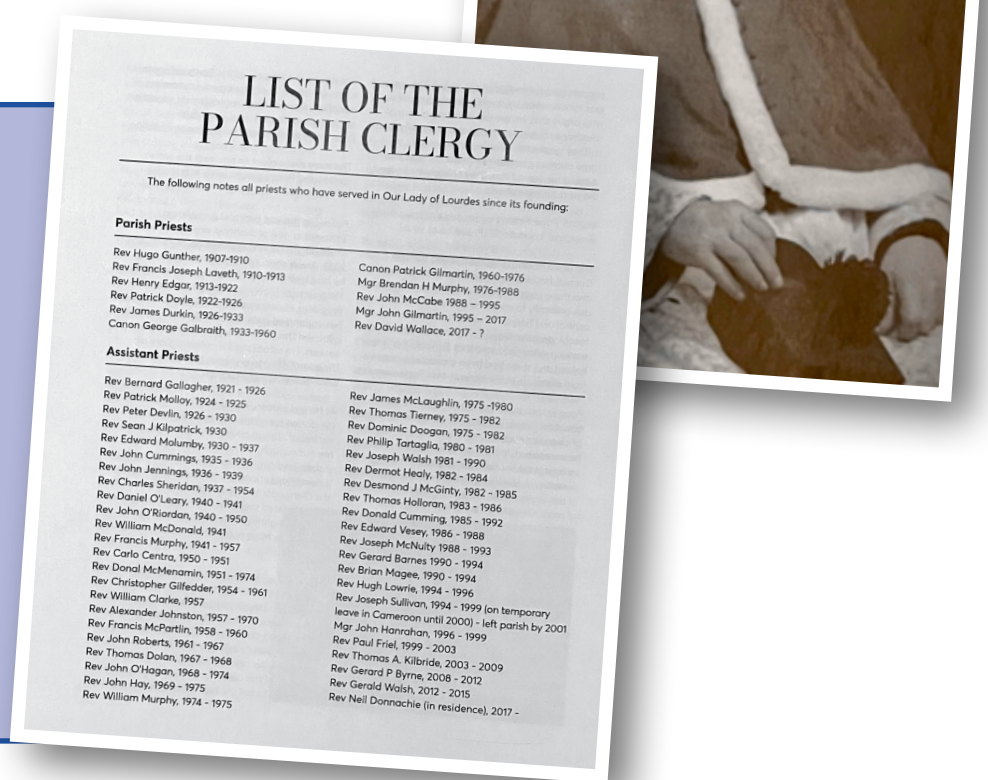 LIST OF THE
PARISH CLERGY
The following notes all priests who have served in Our Lady of Lourdes since its founding:
Parish Priests
Rev Hugo Gunther, 1907-1910
Rev Francis Joseph Laveth, 1910-1913
Rev Henry Edgar, 1913-1922
Rev Patrick Doyle, 1922-1926
Rev James Durkin, 1926-1933
Canon George Galbraith, 1933-1960
Canon Patrick Gilmartin, 1960-1976
Mgr Brendan H Murphy, 1976-1988
Rev John McCabe 1988 – 1995
Mgr John Gilmartin, 1995 – 2017
Rev David Wallace, 2017 - ?
Assistant Priests
Rev Bernard Gallagher, 1921 - 1926
Rev Patrick Molloy, 1924 - 1925
Rev Peter Devlin, 1926 - 1930
Rev Sean J Kilpatrick, 1930
Rev Edward Molumby, 1930 - 1937
Rev John Cummings, 1935 - 1936
Rev John Jennings, 1936 - 1939
Rev Charles Sheridan, 1937 - 1954
Rev Daniel O'Leary, 1940 - 1941
Rev John O'Riordan, 1940 - 1950
Rev William McDonald, 1941
Rev Francis Murphy, 1941 - 1957
Rev Carlo Centra, 1950 - 1951
Rev Donal McMenamin, 1951 - 1974
Rev Christopher Gilfedder, 1954 - 1961
Rev William Clarke, 1957
Rev Alexander Johnston, 1957 - 1970
Rev Francis McPartlin, 1958 - 1960
Rev John Roberts, 1961 - 1967
Rev Thomas Dolan, 1967 - 1968
Rev John O'Hagan, 1968 - 1974
Rev John Hay, 1969 - 1975
Rev William Murphy, 1974 - 1975
Rev James McLaughlin, 1975 -1980
Rev Thomas Tierney, 1975 - 1982
Rev Dominic Doogan, 1975 - 1982
Rev Philip Tartaglia, 1980 - 1981
Rev Joseph Walsh 1981 - 1990
Rev Dermot Healy, 1982 - 1984
Rev Desmond J McGinty, 1982 - 1985
Rev Thomas Holloran, 1983 - 1986
Rev Donald Cumming, 1985 - 1992
Rev Edward Vesey, 1986 - 1988
Rev Joseph McNulty 1988 - 1993
Rev Gerard Barnes 1990 - 1994
Rev Brian Magee, 1990 - 1994
Rev Hugh Lowrie, 1994 - 1996
Rev Joseph Sullivan, 1994 - 1999 (on temporary
leave in Cameroon until 2000) - left parish by 2001
Mgr John Hanrahan, 1996 - 1999
Rev Paul Friel, 1999 - 2003
Rev Thomas A. Kilbride, 2003 - 2009
Rev Gerard P Byrne, 2008 - 2012
Rev Gerald Walsh, 2012 - 2015
Rev Neil Donnachie (in residence), 2017 -